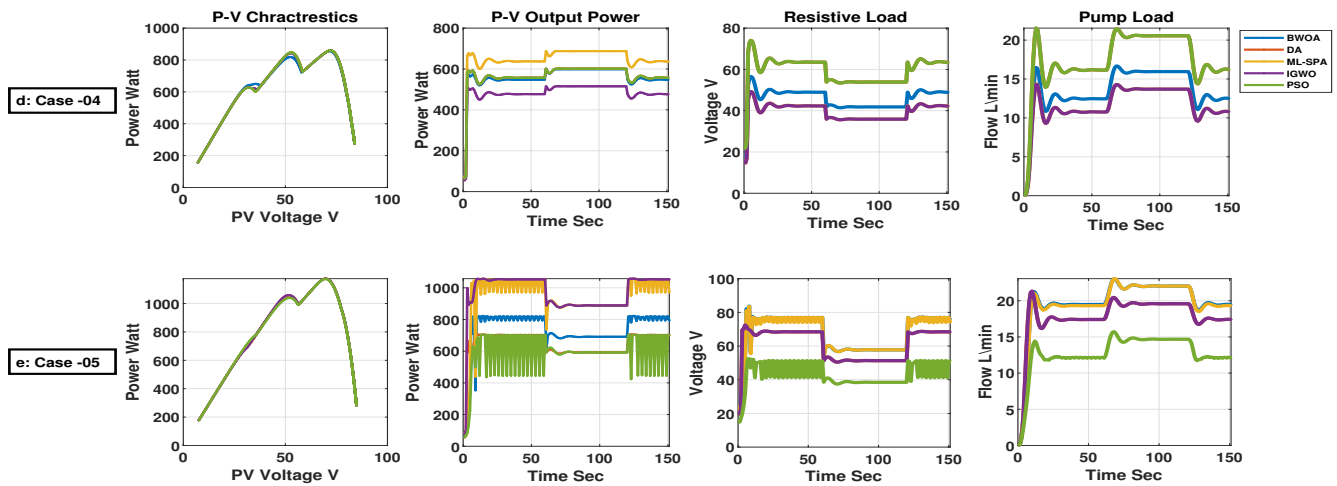 P-V Chractrestics
P-V Output Power
Resistive Load
Pump Load
d: Case -04
Power Watt
1000
800
600
400
200
0
0 50 100
PV Voltage V
Power Watt
800
600
400
200
0
0 50 100 150
Time Sec
Voltage V
80
60
40
20
0
0 50 100 150
Time Sec
Flow L\min
20
15
10
5
0
0 50 100 150
Time Sec
BWOA
DA
ML-SPA
IGWO
PSO
e: Case -05
Power Watt
1000
800
600
400
200
0
0 50 100
PV Voltage V
Power Watt
1000
800
600
400
200
0
0 50 100 150
Time Sec
Voltage V
100
80
60
40
20
0
0 50 100 150
Time Sec
Flow L\min
20
15
10
5
0
0 50 100 150
Time Sec